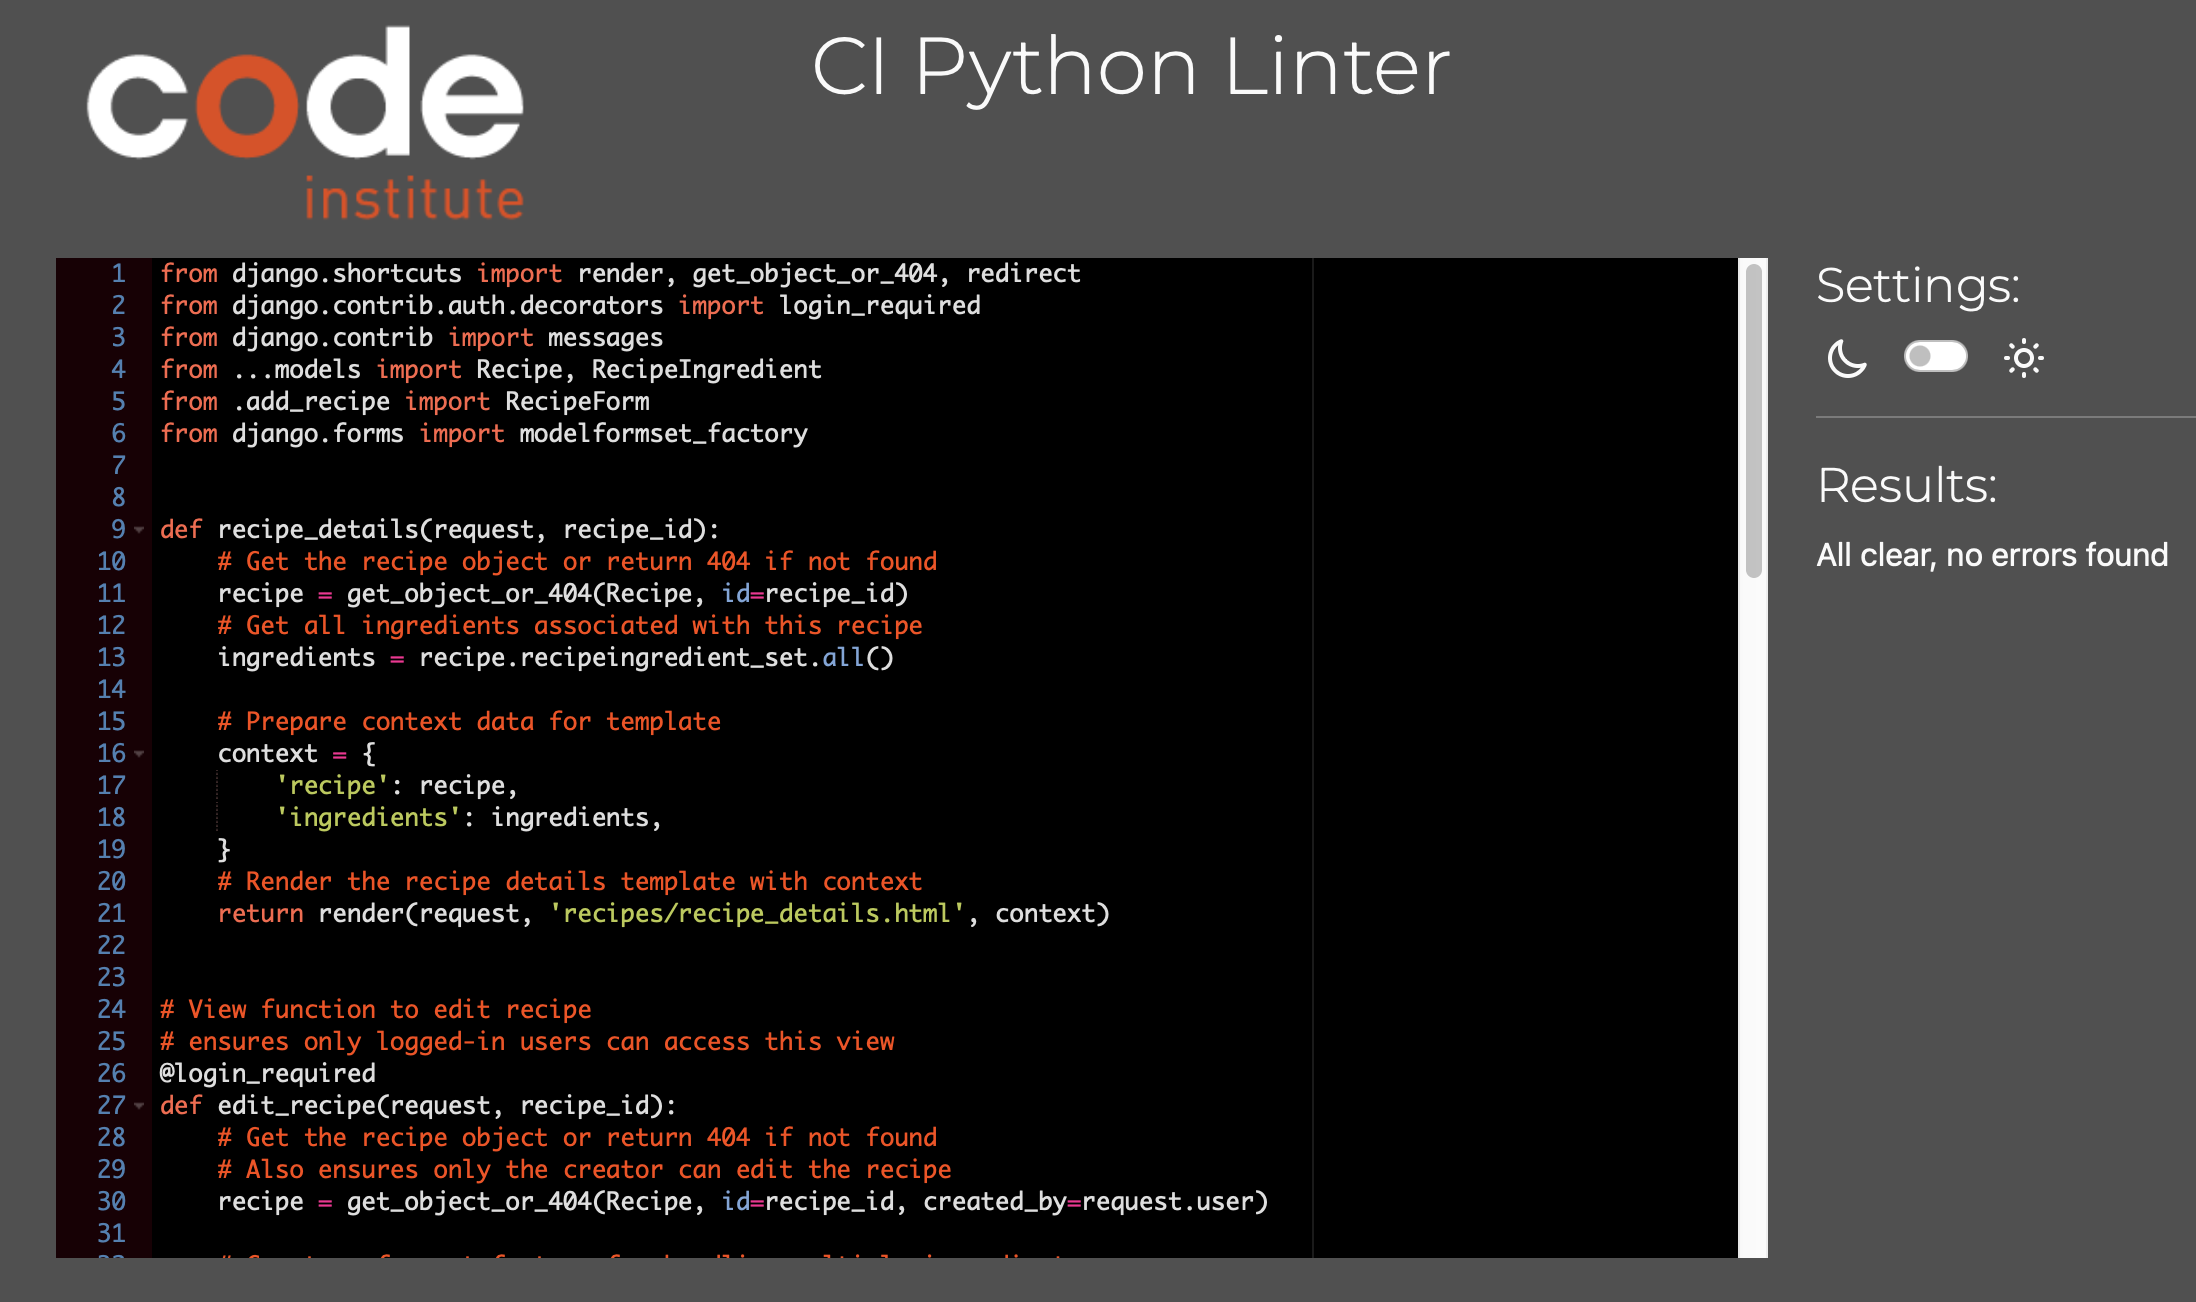 code
institute
CI Python Linter
1 from django.shortcuts import render, get_object_or_404, redirect
2 from django.contrib.auth.decorators import login_required
3 from django.contrib import messages
4 from ...models import Recipe, RecipeIngredient
5 from .add_recipe import RecipeForm
6 from django.forms import modelformset_factory
7
8
9 def recipe_details(request, recipe_id):
10     # Get the recipe object or return 404 if not found
11     recipe = get_object_or_404(Recipe, id=recipe_id)
12     # Get all ingredients associated with this recipe
13     ingredients = recipe.recipeingredient_set.all()
14
15     # Prepare context data for template
16     context = {
17         'recipe': recipe,
18         'ingredients': ingredients,
19     }
20     # Render the recipe details template with context
21     return render(request, 'recipes/recipe_details.html', context)
22
23
24 # View function to edit recipe
25 # ensures only logged-in users can access this view
26 @login_required
27 def edit_recipe(request, recipe_id):
28     # Get the recipe object or return 404 if not found
29     # Also ensures only the creator can edit the recipe
30     recipe = get_object_or_404(Recipe, id=recipe_id, created_by=request.user)
31
Settings:
Results:
All clear, no errors found